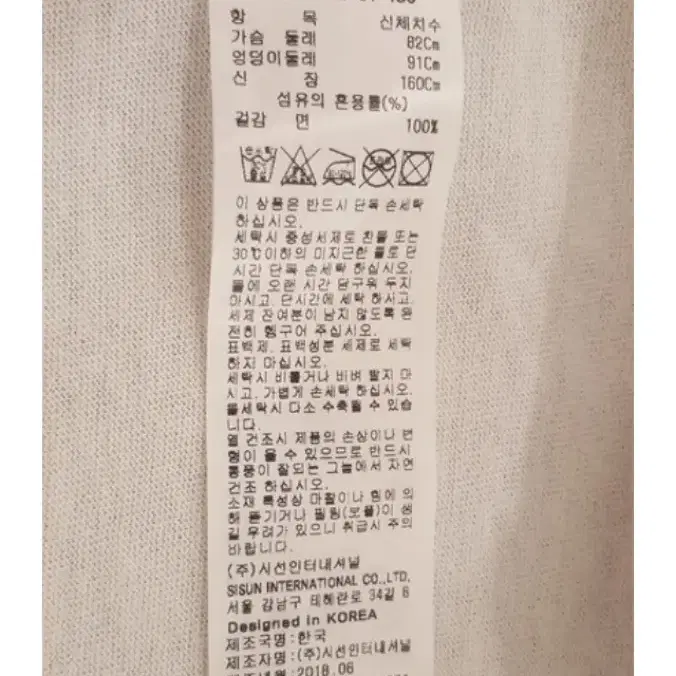 항 목 신체치수
가슴 둘레 82Cm
엉덩이둘레 91Cm
신 장 160Cm
섬유의 혼용률(%)
겉감 면 100%
이 상품은 반드시 단독 손세탁
하십시오.
세탁시 중성세제로 찬물 또는
30℃이하의 미지근한 물로 단
시간 단독 손세탁 하십시오.
물에 오랜 시간 담구워 두지
마시고, 단시간에 세탁 하시고,
세제 잔여분이 남지 않도록 완
전히 헹구어 주십시오.
표백제, 표백성분 세제로 세탁
하지 마십시오.
세탁시 비틀거나 비벼 빨지 마
시고, 가볍게 손세탁 하십시오.
물세탁시 다소 수축될 수 있습
니다.
열 건조시 제품의 손상이나 변
형이 올 수 있으므로 반드시
통풍이 잘되는 그늘에서 자연
건조 하십시오.
소재 특성상 마찰이나 힘에 의
해 뜯기거나 필링(보풀)이 생
길 우려가 있으니 취급시 주의
바랍니다.
(주)시선인터내셔널
SISUN INTERNATIONAL CO.,LTD.
서울 강남구 테헤란로 34길 6
Designed in KOREA
제조국명:한국
제조자명:(주)시선인터내셔널
2018.06